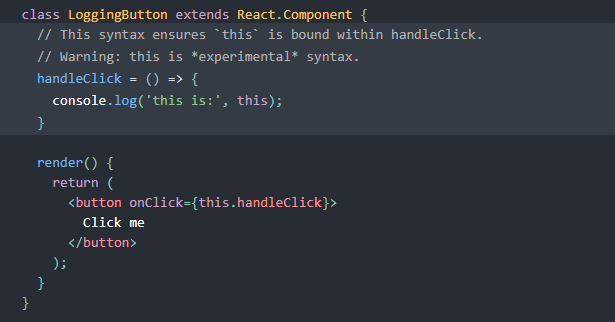 class LoggingButton extends React.Component {
  // This syntax ensures `this` is bound within handleClick.
  // Warning: this is *experimental* syntax.
  handleClick = () => {
    console.log('this is:', this);
  }

  render() {
    return (
      <button onClick={this.handleClick}>
        Click me
      </button>
    );
  }
}